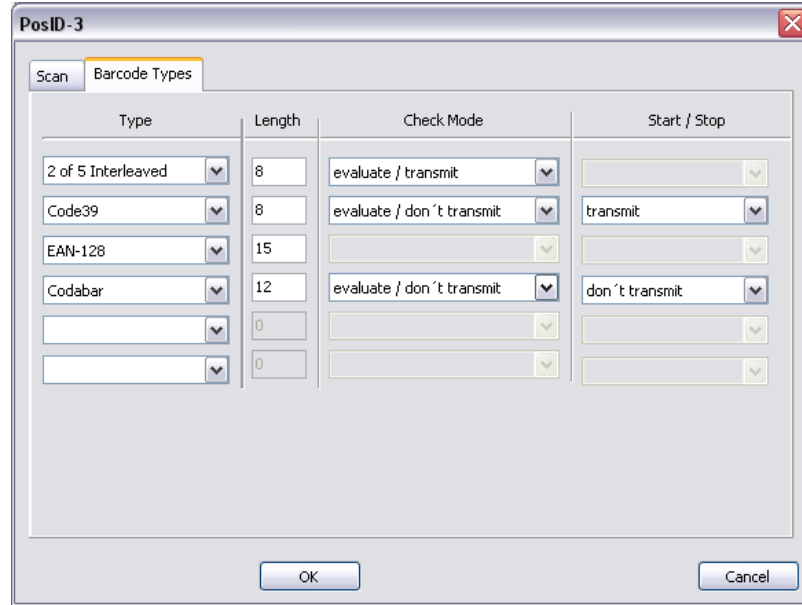 PosID-3
Scan Barcode Types
Type Length Check Mode Start / Stop
2 of 5 Interleaved 8 evaluate / transmit
Code39 8 evaluate / don´t transmit transmit
EAN-128 15
Codabar 12 evaluate / don´t transmit don´t transmit
0
0
OK Cancel